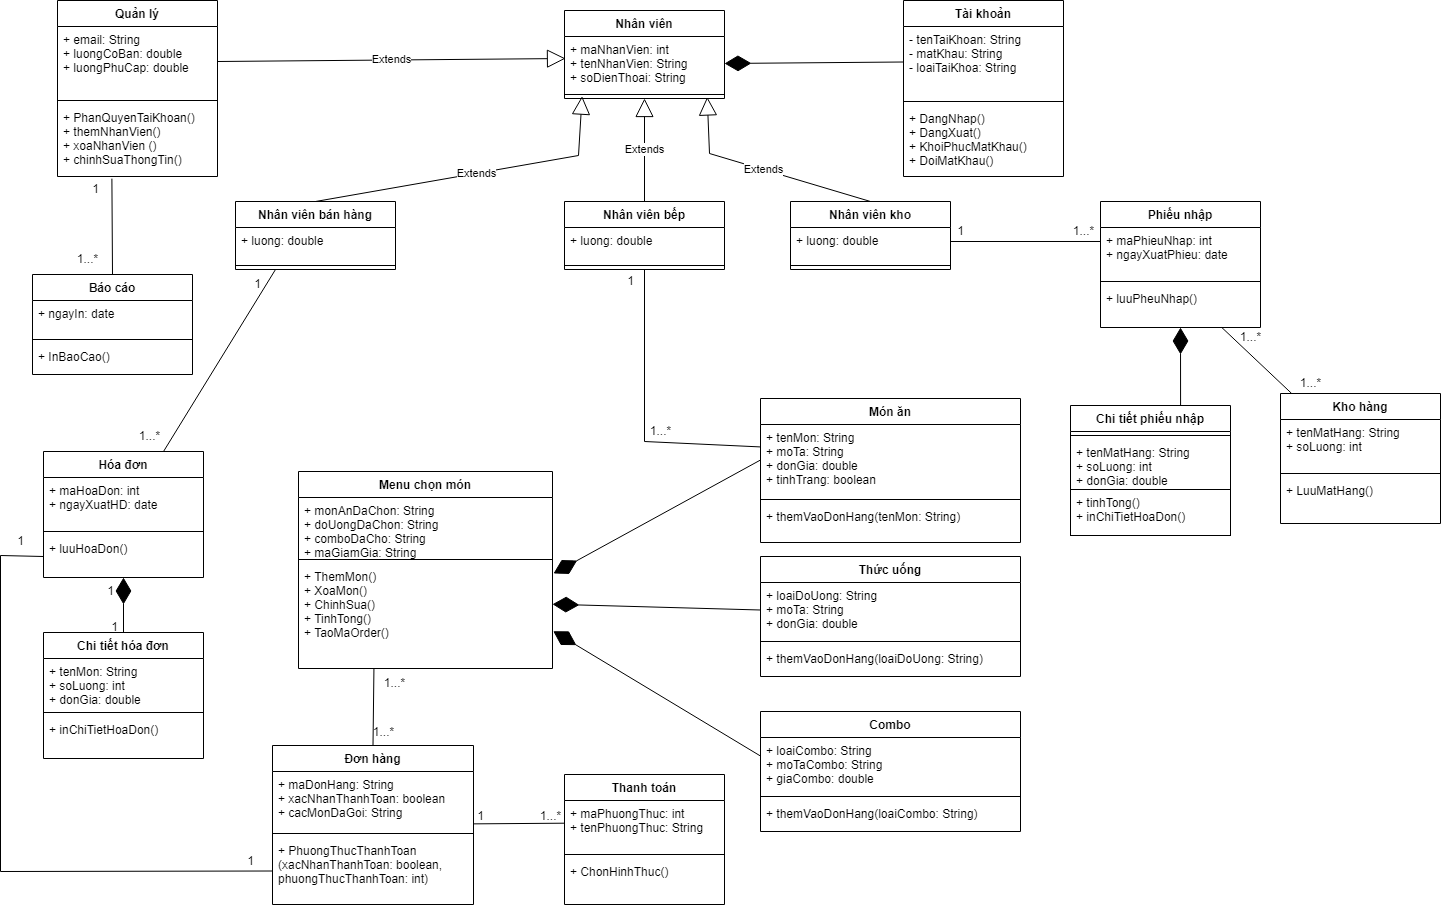 Quản lý
+ email: String
+ luongCoBan: double
+ luongPhuCap: double
+ PhanQuyenTaiKhoan()
+ themNhanVien()
+ xoaNhanVien ()
+ chinhSuaThongTin()
Extends
Nhân viên
+ maNhanVien: int
+ tenNhanVien: String
+ soDienThoai: String
Tài khoản
- tenTaiKhoan: String
- matKhau: String
- loaiTaiKhoa: String
+ DangNhap()
+ DangXuat()
+ KhoiPhucMatKhau()
+ DoiMatKhau()
Extends
Extends
Extends
1
1...*
Báo cáo
+ ngayIn: date
+ InBaoCao()
Nhân viên bán hàng
+ luong: double
Nhân viên bếp
+ luong: double
Nhân viên kho
+ luong: double
1
1...*
Phiếu nhập
+ maPhieuNhap: int
+ ngayXuatPhieu: date
+ luuPheuNhap()
1
1...*
1
1...*
1...*
1...*
Chi tiết phiếu nhập
+ tenMatHang: String
+ soLuong: int
+ donGia: double
+ tinhTong()
+ inChiTietHoaDon()
Kho hàng
+ tenMatHang: String
+ soLuong: int
+ LuuMatHang()
Món ăn
+ tenMon: String
+ moTa: String
+ donGia: double
+ tinhTrang: boolean
+ themVaoDonHang(tenMon: String)
Hóa đơn
+ maHoaDon: int
+ ngayXuatHD: date
+ luuHoaDon()
1
1
1
Chi tiết hóa đơn
+ tenMon: String
+ soLuong: int
+ donGia: double
+ inChiTietHoaDon()
Menu chọn món
+ monAnDaChon: String
+ doUongDaChon: String
+ comboDaCho: String
+ maGiamGia: String
+ ThemMon()
+ XoaMon()
+ ChinhSua()
+ TinhTong()
+ TaoMaOrder()
Thức uống
+ loaiDoUong: String
+ moTa: String
+ donGia: double
+ themVaoDonHang(loaiDoUong: String)
Combo
+ loaiCombo: String
+ moTaCombo: String
+ giaCombo: double
+ themVaoDonHang(loaiCombo: String)
1...*
1...*
Đơn hàng
+ maDonHang: String
+ xacNhanThanhToan: boolean
+ cacMonDaGoi: String
+ PhuongThucThanhToan
(xacNhanThanhToan: boolean,
phuongThucThanhToan: int)
1
1
1...*
Thanh toán
+ maPhuongThuc: int
+ tenPhuongThuc: String
+ ChonHinhThuc()